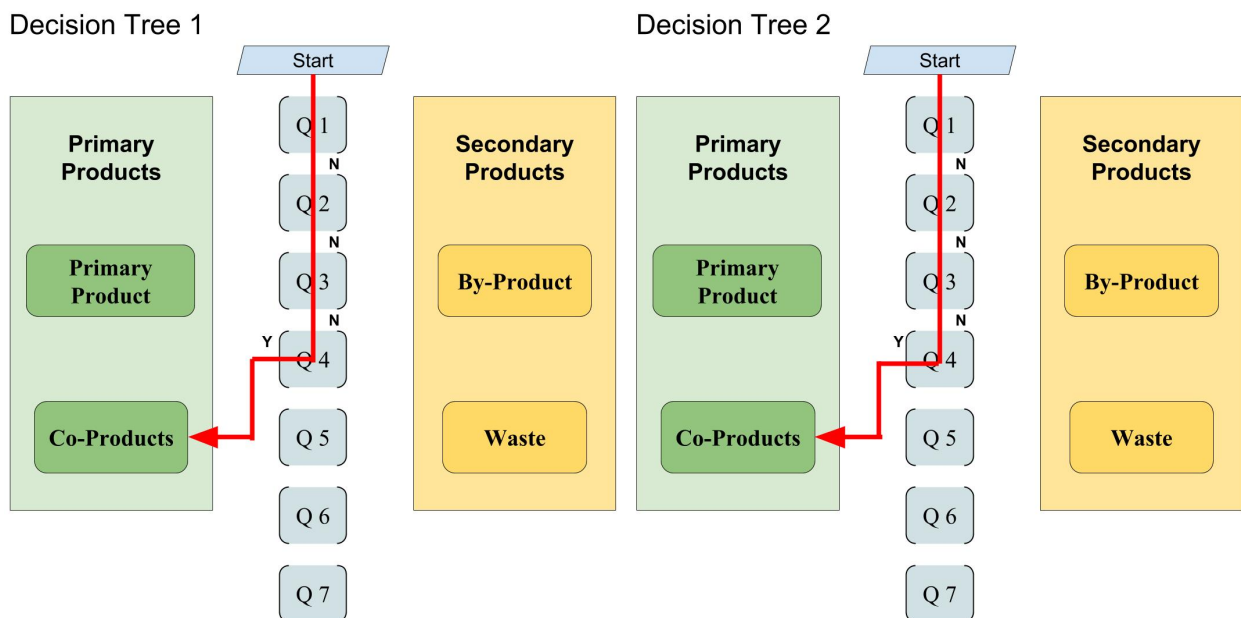 Decision Tree 1
Start
Primary
Products
Primary
Product
Co-Products
Q 1
N
Q 2
N
Q 3
N
Y
Q 4
Q 5
Q 6
Q 7
Secondary
Products
By-Product
Waste
Decision Tree 2
Start
Primary
Products
Primary
Product
Co-Products
Q 1
N
Q 2
N
Q 3
N
Y
Q 4
Q 5
Q 6
Q 7
Secondary
Products
By-Product
Waste